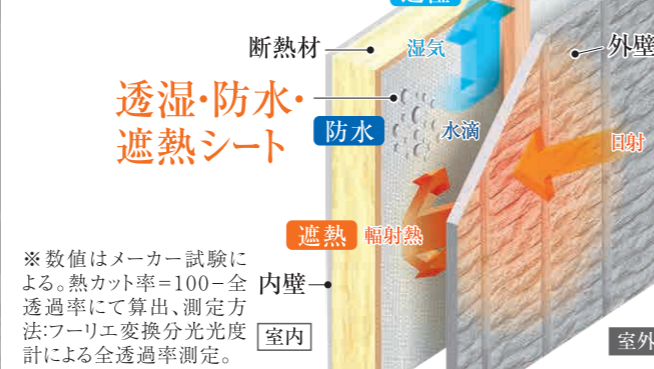 断熱材
湿気
外壁
透湿・防水・
遮熱シート
防水
水滴
日射
遮熱
輻射熱
内壁
室内
室外
※数値はメーカー試験に
よる。熱カット率=100−全
透過率にて算出、測定方
法:フーリエ変換分光光度
計による全透過率測定。